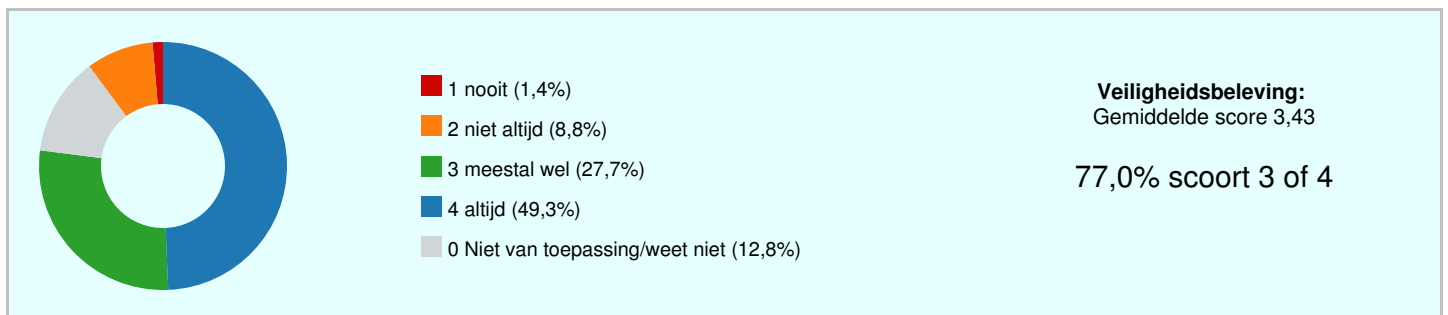 1 nooit (1,4%)
2 niet altijd (8,8%)
3 meestal wel (27,7%)
4 altijd (49,3%)
0 Niet van toepassing/weet niet (12,8%)
Veiligheidsbeleving:
Gemiddelde score 3,43
77,0% scoort 3 of 4